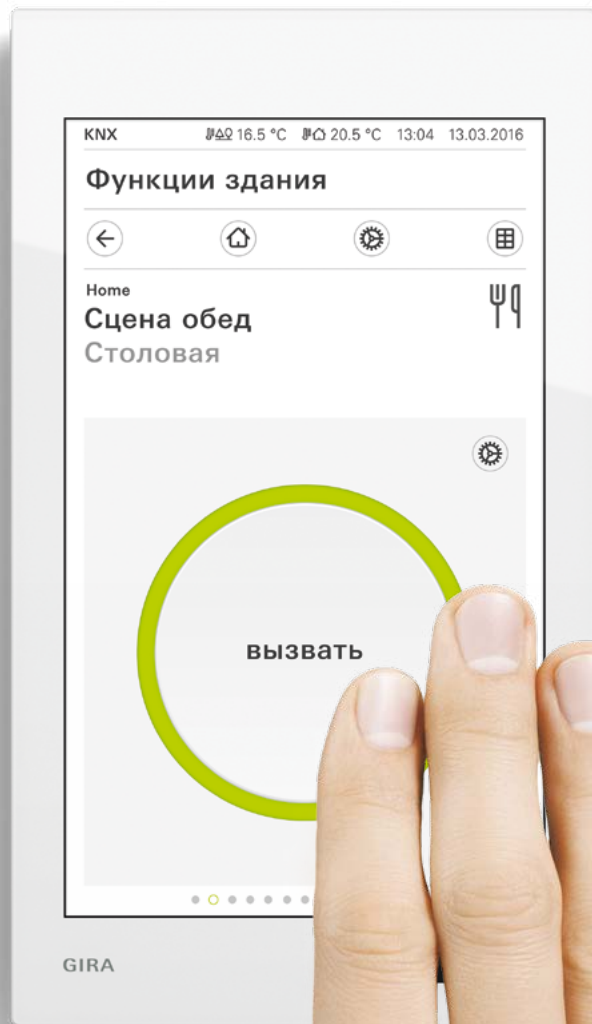 KNX 16.5 °C 20.5 °C 13:04 13.03.2016
Функции здания
Home
Сцена обед
Столовая
вызвать
GIRA